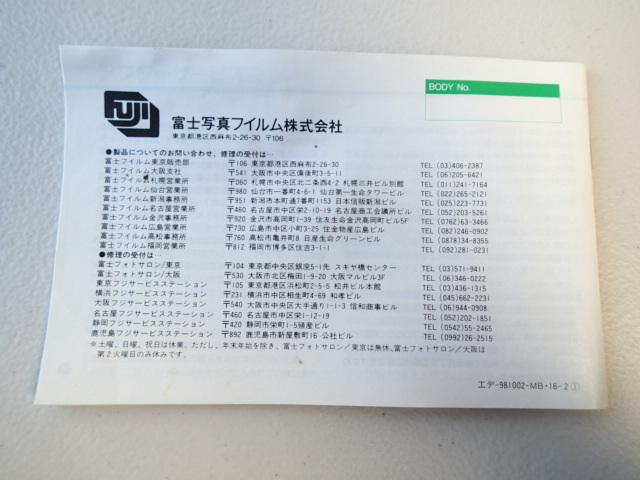 BODY No.
FUJI
富士写真フイルム株式会社
東京都港区西麻布2-26-30 〒106
●製品についてのお問い合わせ、修理の受付は…
富士フイルム東京販売部 〒106 東京都港区西麻布2-26-30 TEL (03)406-2387
富士フイルム大阪支社 〒541 大阪市中央区備後町3-5-11 TEL (06)205-6421
富士フイルム札幌営業所 〒060 札幌市中央区北二条西4-2 札幌三井ビル別館 TEL (011)241-7164
富士フイルム仙台営業所 〒980 仙台市一番町4-6-1 仙台第一生命タワービル TEL (022)265-2121
富士フイルム新潟事務所 〒951 新潟市本町通7番町1153 日本信販新潟ビル TEL (025)223-7731
富士フイルム名古屋営業所 〒460 名古屋市中区栄2-10-19 名古屋商工会議所ビル TEL (052)203-5261
富士フイルム金沢事務所 〒920 金沢市高岡町1-39 住友生命金沢高岡町ビル5F TEL (0762)63-3466
富士フイルム広島営業所 〒730 広島市中区小町3-25 住金物産広島ビル TEL (082)246-0902
富士フイルム高松事務所 〒760 高松市亀井町8 日産生命グリーンビル TEL (0878)34-8355
富士フイルム福岡営業所 〒812 福岡市博多区住吉3-1-1 TEL (092)281-0231
●修理の受付は…
富士フォトサロン/東京 〒104 東京都中央区銀座5-1先 スキヤ橋センター TEL (03)571-9411
富士フォトサロン/大阪 〒530 大阪市北区梅田1-9-20 大阪マルビル3F TEL (06)346-0222
東京フジサービスステーション 〒105 東京都港区浜松町2-5-5 松井ビル本館 TEL (03)436-1315
横浜フジサービスステーション 〒231 横浜市中区相生町4-69 和孝ビル TEL (045)662-2231
大阪フジサービスステーション 〒540 大阪市中央区大手通り1-1-3 信和商事ビル TEL (06)944-0908
名古屋フジサービスステーション 〒460 名古屋市中区栄1-12-19 TEL (052)202-1851
静岡フジサービスステーション 〒420 静岡市栄町1-5殖産ビル TEL (0542)55-2465
鹿児島フジサービスステーション 〒892 鹿児島市新屋敷町16 公社ビル TEL (0992)26-2515
※土曜、日曜、祝日は休業。ただし、年末年始を除き、富士フォトサロン/東京は無休、富士フォトサロン/大阪は
第2火曜日のみ休みです。
エデ-981002-MB・16-2①